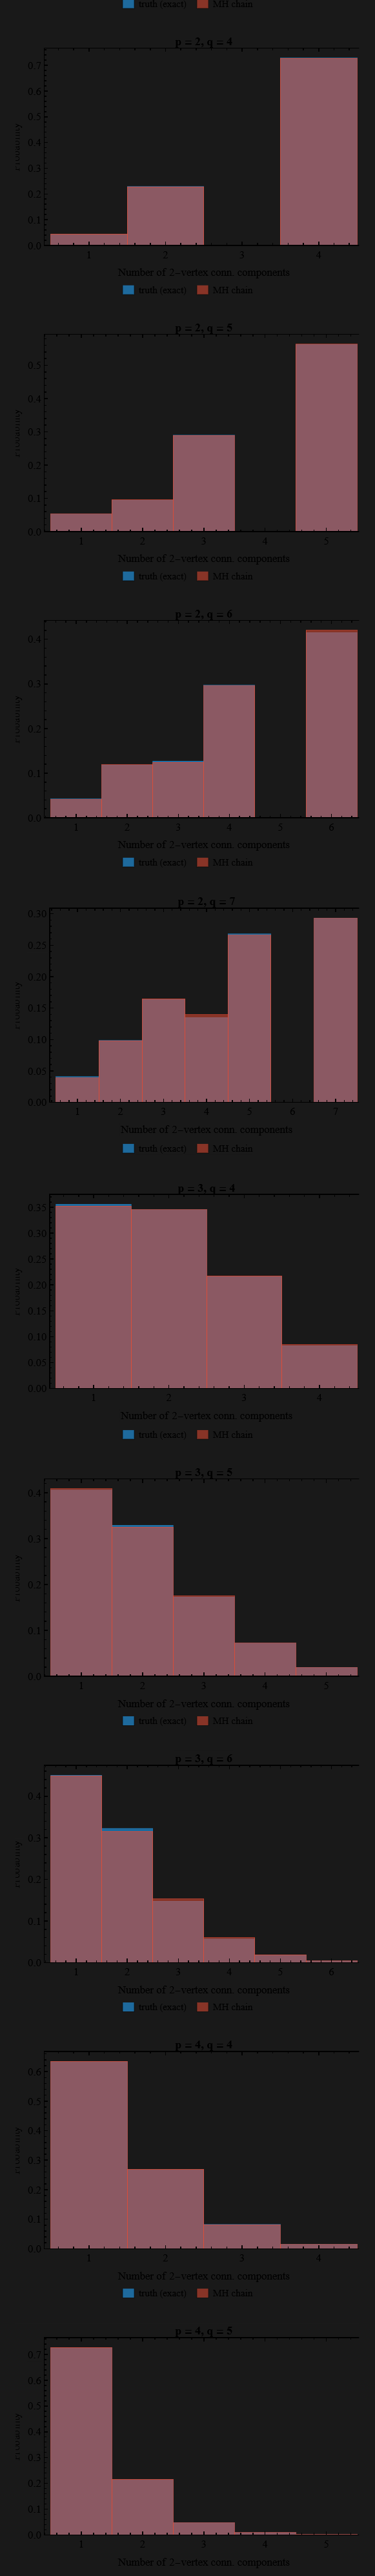 truth (exact) MH chain
p = 2, q = 4
0.7
0.6
0.5
0.4
0.3
0.2
0.1
0.0
1 2 3 4
Number of 2-vertex conn. components
truth (exact) MH chain
p = 2, q = 5
0.5
0.4
0.3
0.2
0.1
0.0
1 2 3 4 5
Number of 2-vertex conn. components
truth (exact) MH chain
p = 2, q = 6
0.4
0.3
0.2
0.1
0.0
1 2 3 4 5 6
Number of 2-vertex conn. components
truth (exact) MH chain
p = 2, q = 7
0.30
0.25
0.20
0.15
0.10
0.05
0.00
1 2 3 4 5 6 7
Number of 2-vertex conn. components
truth (exact) MH chain
p = 3, q = 4
0.35
0.30
0.25
0.20
0.15
0.10
0.05
0.00
1 2 3 4
Number of 2-vertex conn. components
truth (exact) MH chain
p = 3, q = 5
0.4
0.3
0.2
0.1
0.0
1 2 3 4 5
Number of 2-vertex conn. components
truth (exact) MH chain
p = 3, q = 6
0.4
0.3
0.2
0.1
0.0
1 2 3 4 5 6
Number of 2-vertex conn. components
truth (exact) MH chain
p = 4, q = 4
0.6
0.5
0.4
0.3
0.2
0.1
0.0
1 2 3 4
Number of 2-vertex conn. components
truth (exact) MH chain
p = 4, q = 5
0.7
0.6
0.5
0.4
0.3
0.2
0.1
0.0
1 2 3 4 5
Number of 2-vertex conn. components